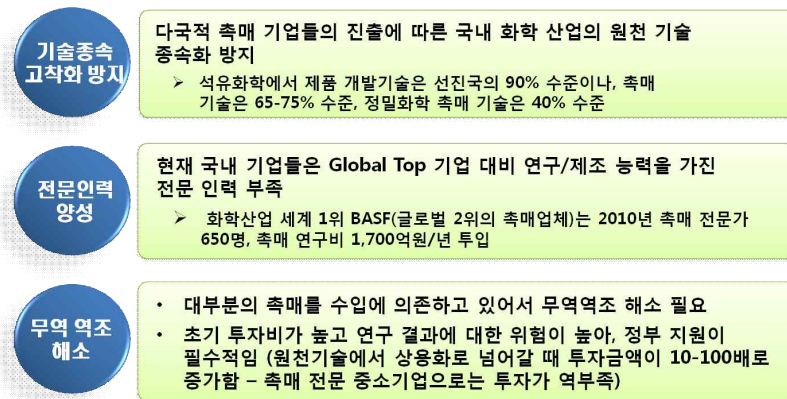 기술종속
고착화 방지
다국적 촉매 기업들의 진출에 따른 국내 화학 산업의 원천 기술
종속화 방지
➢ 석유화학에서 제품 개발기술은 선진국의 90% 수준이나, 촉매
기술은 65-75% 수준, 정밀화학 촉매 기술은 40% 수준
전문인력
양성
현재 국내 기업들은 Global Top 기업 대비 연구/제조 능력을 가진
전문 인력 부족
➢ 화학산업 세계 1위 BASF(글로벌 2위의 촉매업체)는 2010년 촉매 전문가
650명, 촉매 연구비 1,700억원/년 투입
무역 역조
해소
• 대부분의 촉매를 수입에 의존하고 있어서 무역역조 해소 필요
• 초기 투자비가 높고 연구 결과에 대한 위험이 높아, 정부 지원이
필수적임 (원천기술에서 상용화로 넘어갈 때 투자금액이 10-100배로
증가함 – 촉매 전문 중소기업으로는 투자가 역부족)